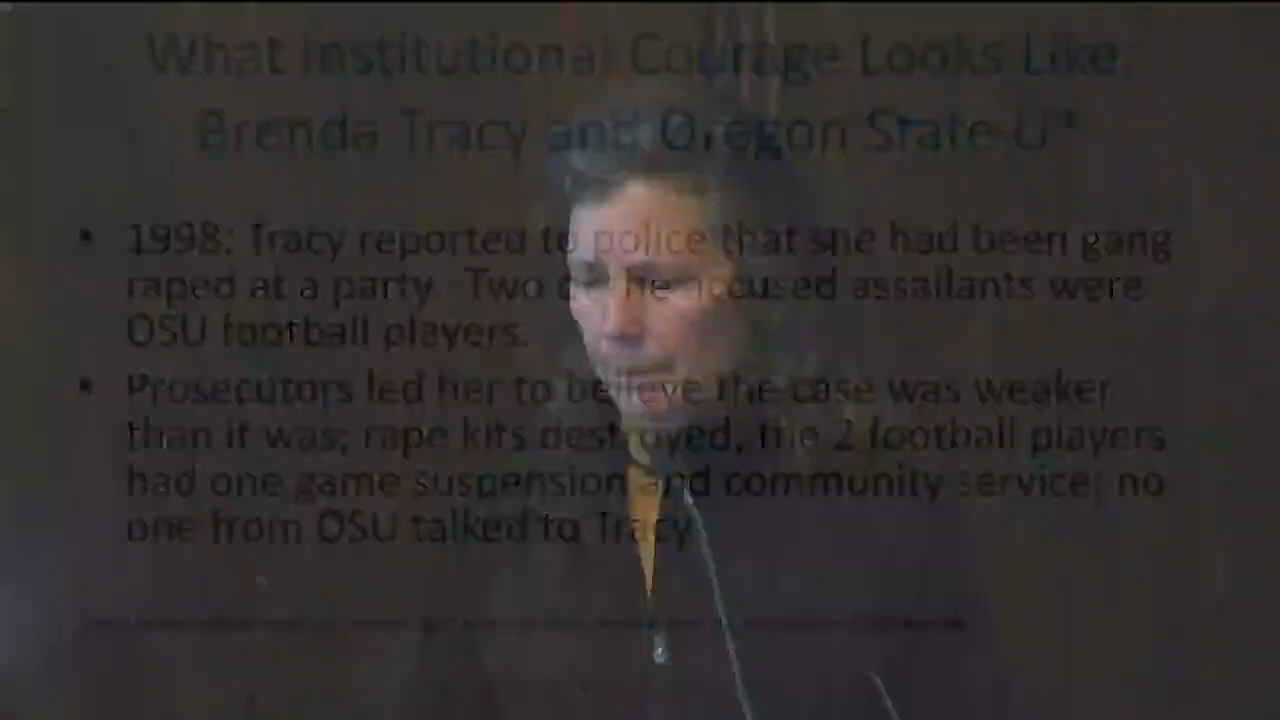 What Institutional Courage Looks Like:
Brenda Tracy and Oregon State U*
• 1998: Tracy reported to police that she had been gang
raped at a party. Two of the accused assailants were
OSU football players.
• Prosecutors led her to believe the case was weaker
than it was; rape kits destroyed, the 2 football players
had one game suspension and community service; no
one from OSU talked to Tracy